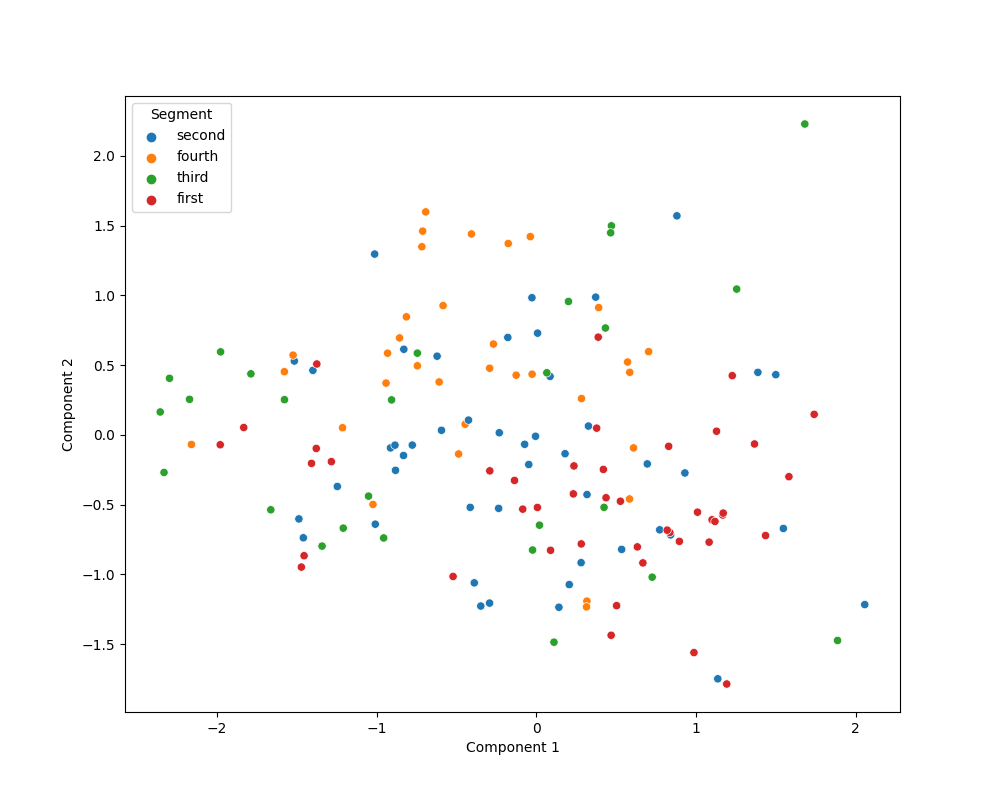 Segment
second
fourth
third
first
2.0
1.5
1.0
0.5
0.0
−0.5
−1.0
−1.5
Component 2
−2
−1
0
1
2
Component 1